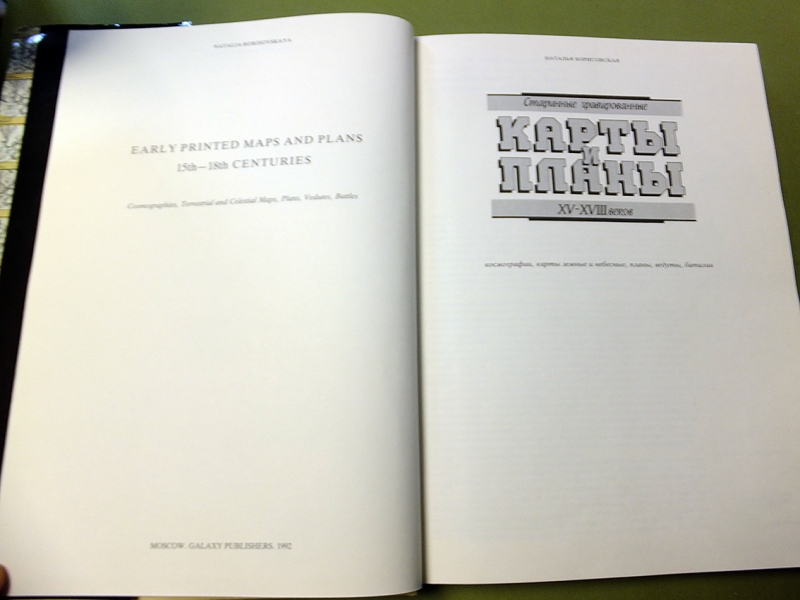 NATALIA BORISOVSKAYA
EARLY PRINTED MAPS AND PLANS
15th—18th CENTURIES
Cosmographies, Terrestrial and Celestial Maps, Plans, Vedutes, Battles
MOSCOW. GALAXY PUBLISHERS. 1992
НАТАЛЬЯ БОРИСОВСКАЯ
Старинные гравированные
КАРТЫ
И
ПЛАНЫ
XV-XVIII веков
космографии, карты земные и небесные, планы, ведуты, баталии